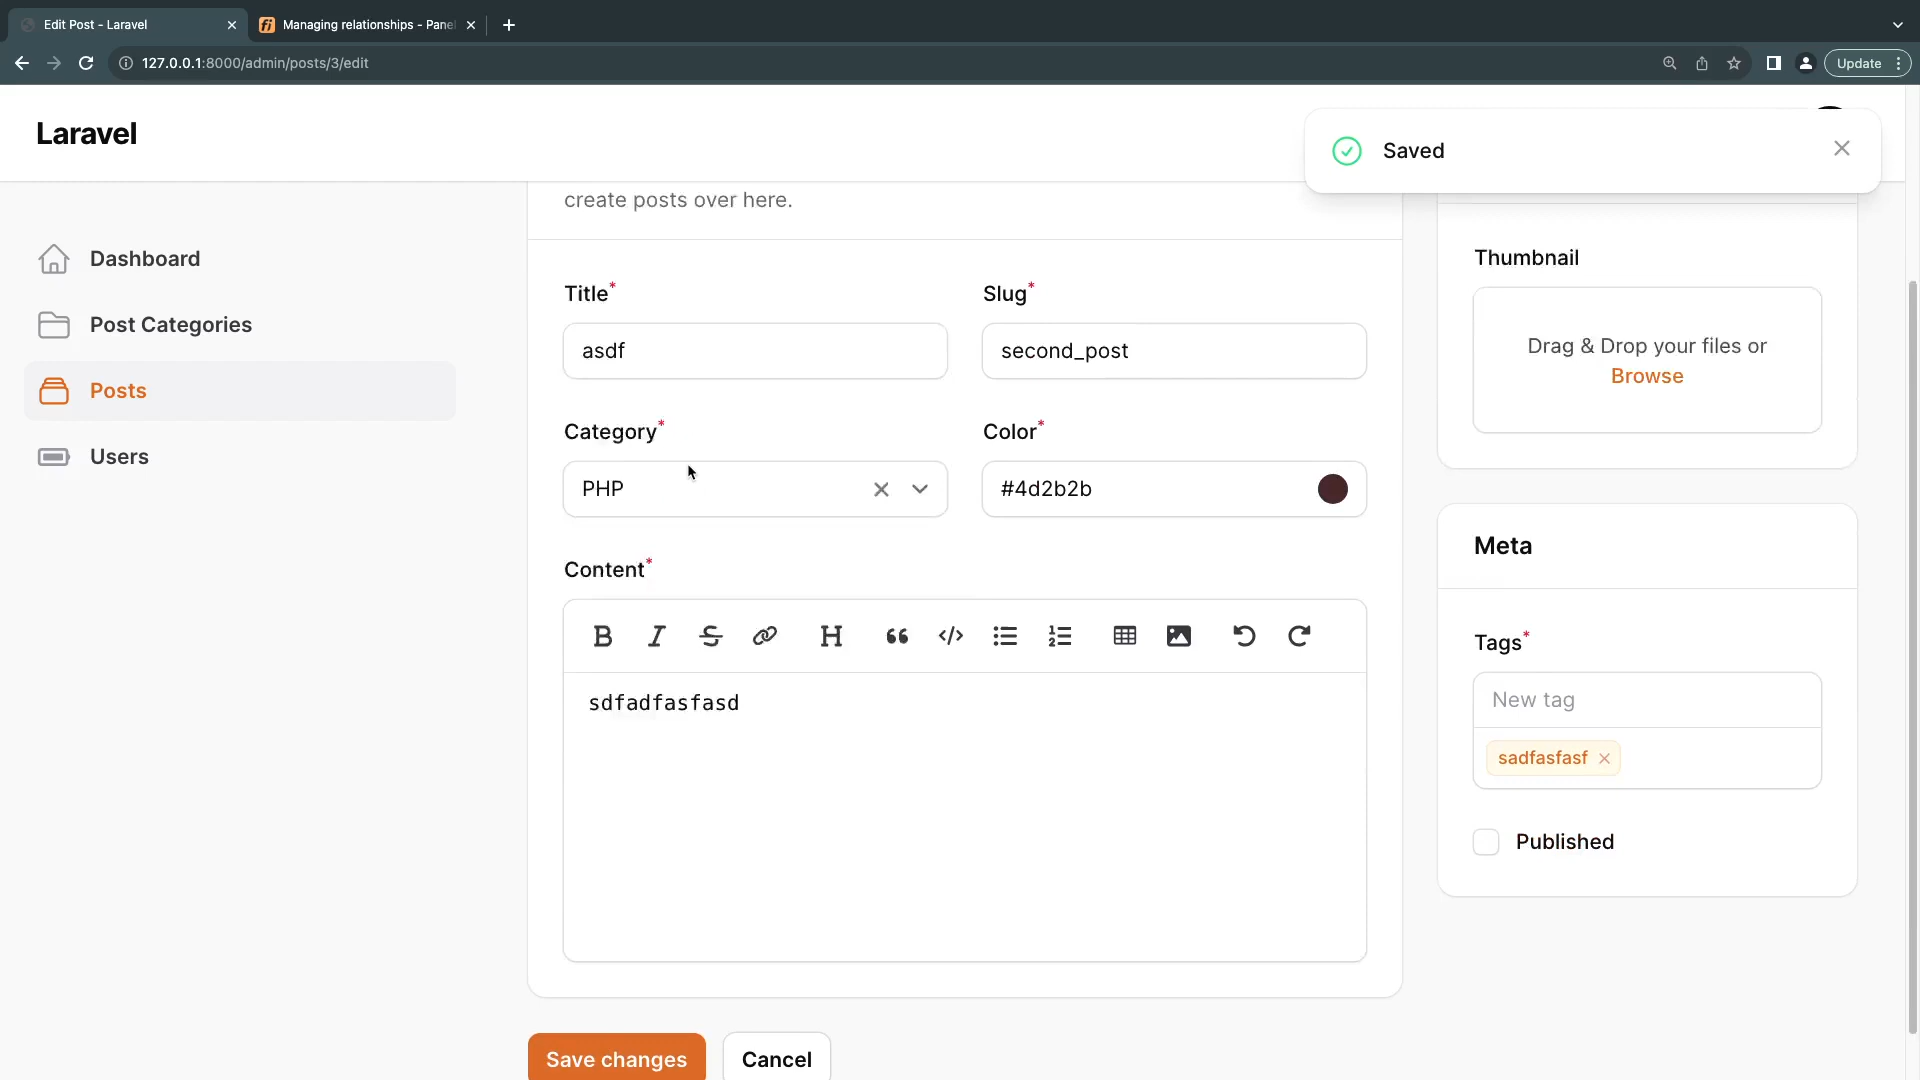 Edit Post - Laravel
Managing relationships - Pane
127.0.0.1:8000/admin/posts/3/edit
Update
Laravel
Saved
Dashboard
Post Categories
Posts
Users
create posts over here.
Title*
asdf
Slug*
second_post
Category*
PHP
Color*
#4d2b2b
Content*
sdfadfasfasd
Save changes
Cancel
Thumbnail
Drag & Drop your files or
Browse
Meta
Tags*
New tag
sadfasfasf
Published